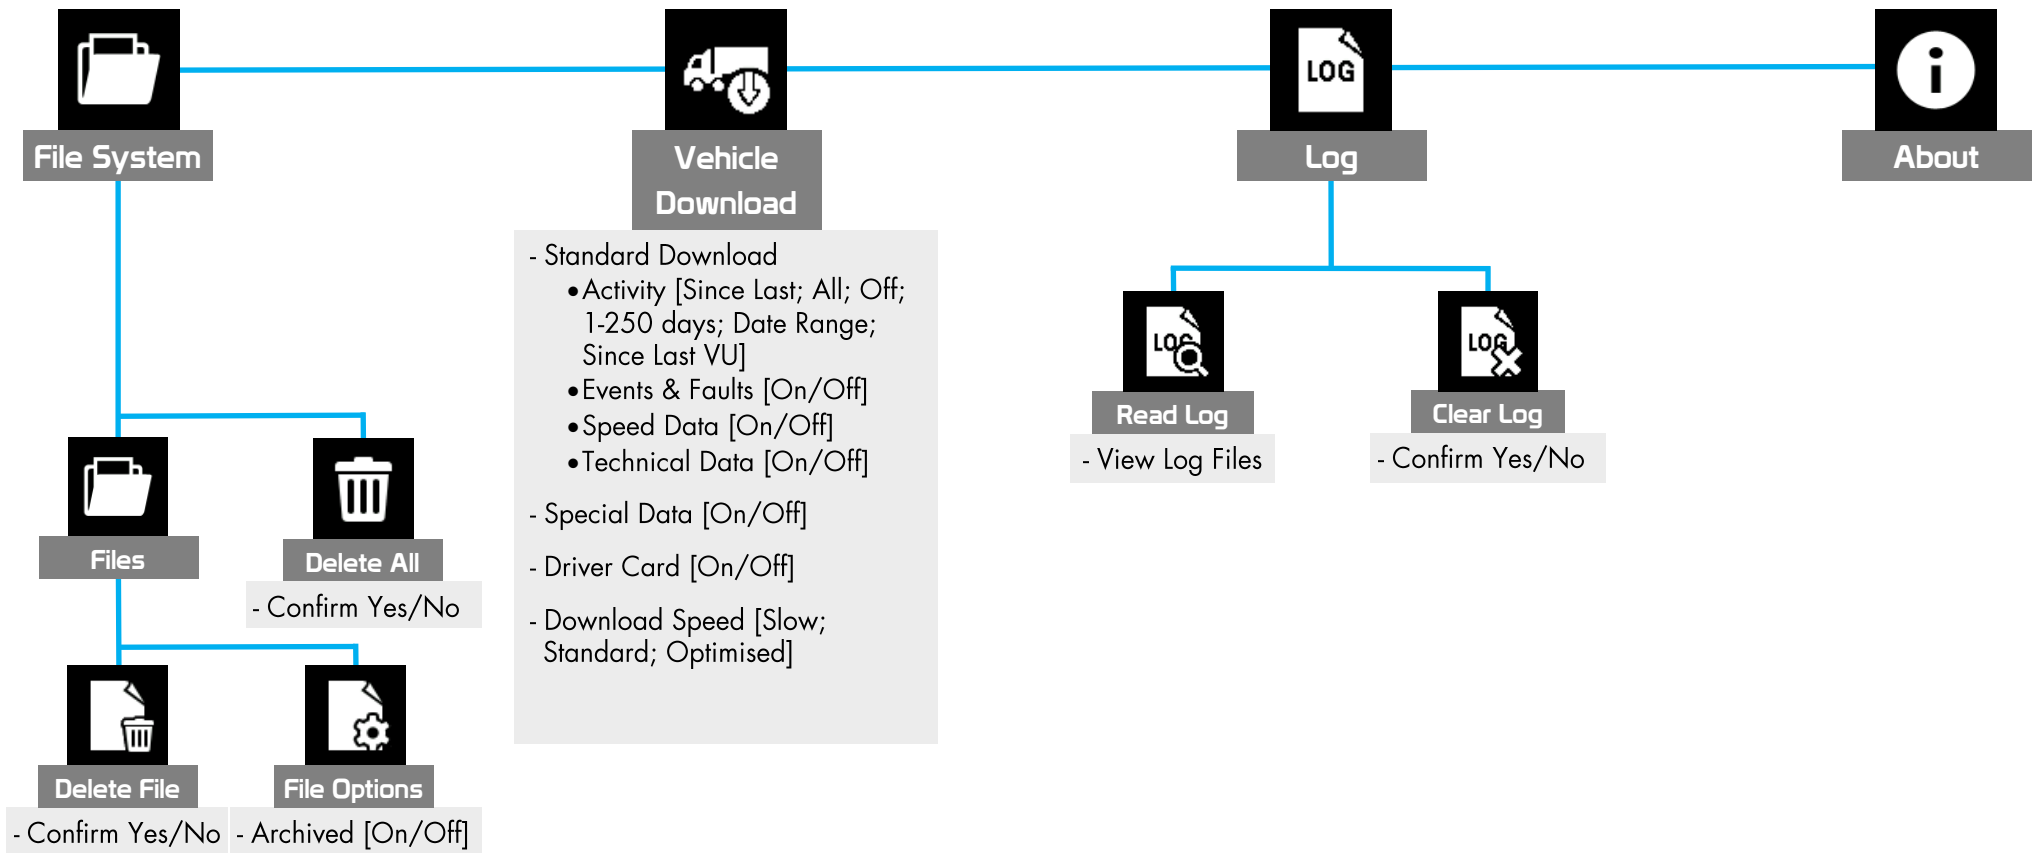 File System
Vehicle
Download
LOG
Log
About
- Standard Download
•Activity [Since Last; All; Off;
1-250 days; Date Range;
Since Last VU]
•Events & Faults [On/Off]
•Speed Data [On/Off]
•Technical Data [On/Off]
- Special Data [On/Off]
- Driver Card [On/Off]
- Download Speed [Slow;
Standard; Optimised]
LOG
Read Log
- View Log Files
LOG
Clear Log
- Confirm Yes/No
Files
Delete All
- Confirm Yes/No
Delete File
- Confirm Yes/No
File Options
- Archived [On/Off]